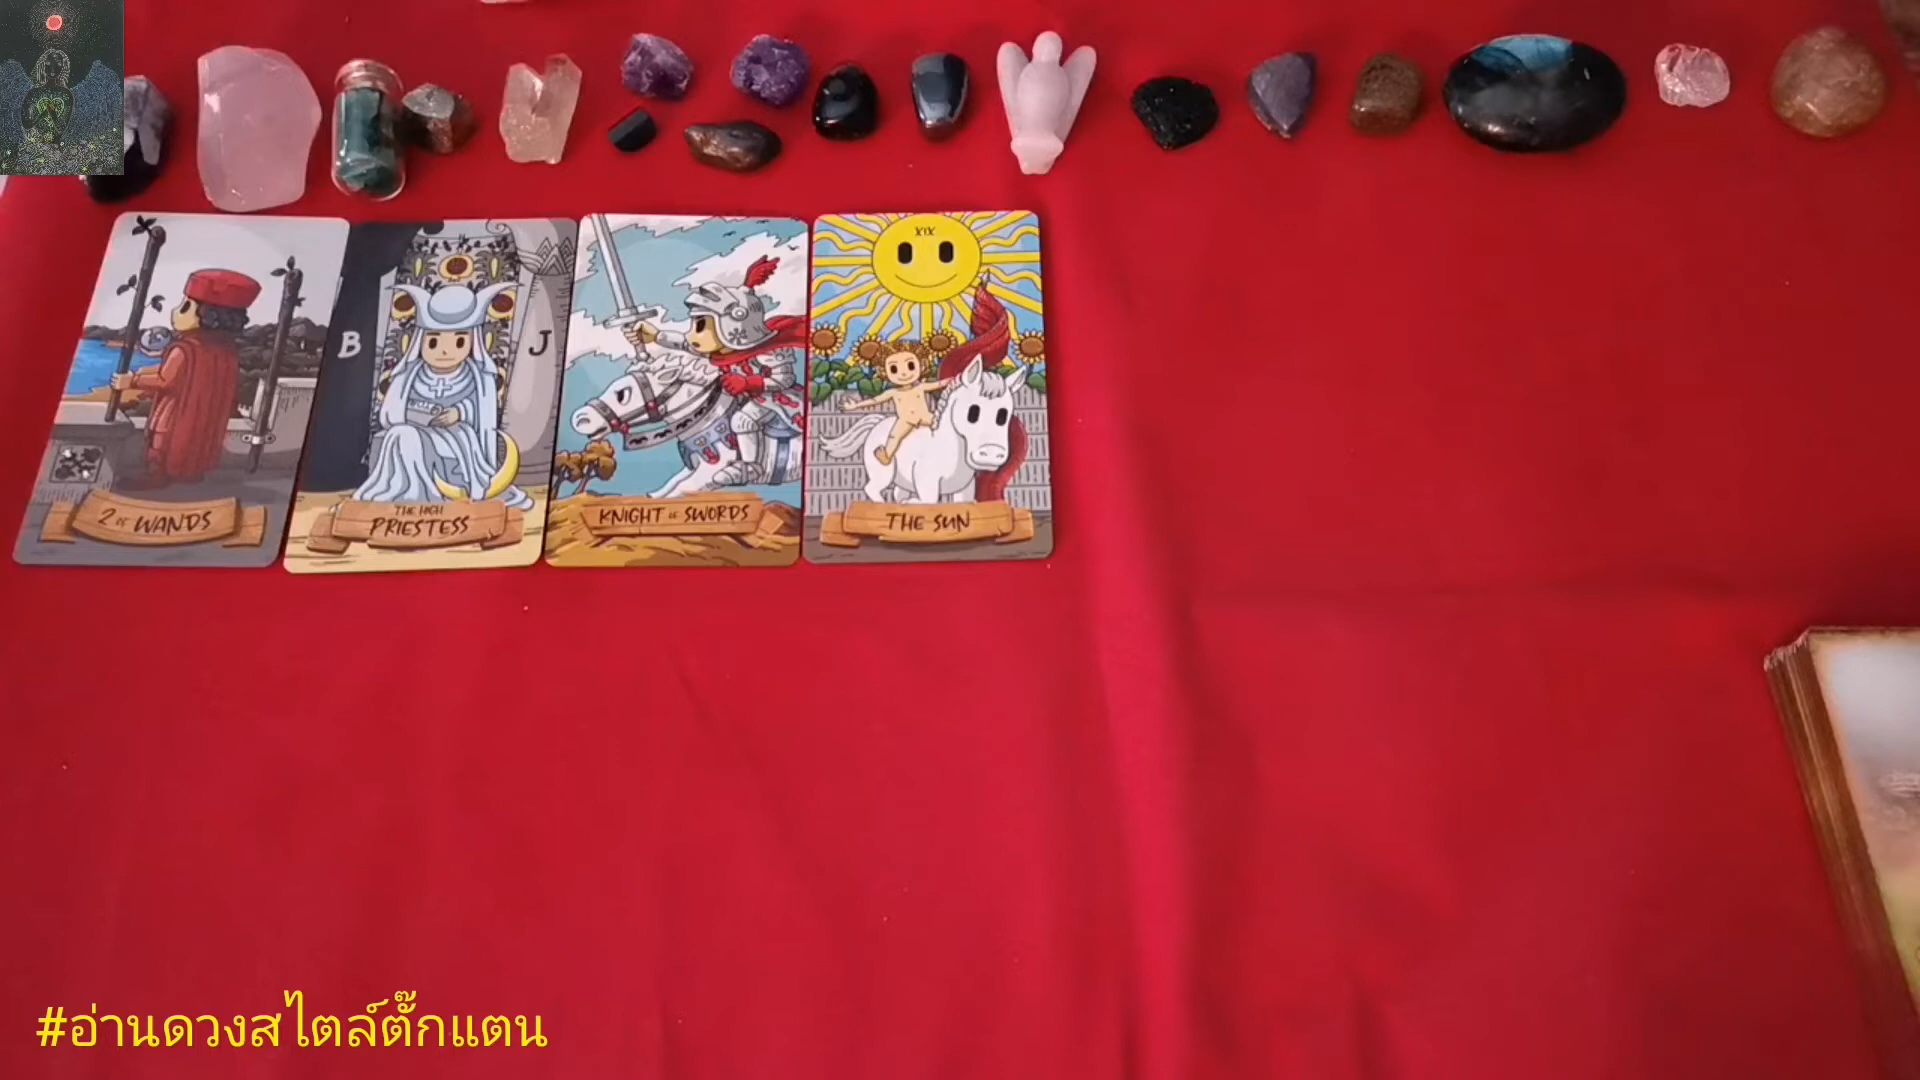 XIX
B
J
2 OF WANDS
THE HIGH
PRIESTESS
KNIGHT OF SWORDS
THE SUN
#อ่านดวงสไตล์ตั๊กแตน